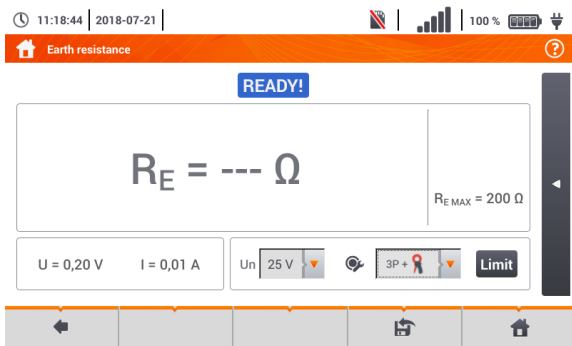 11:18:44 2018-07-21 100 %
Earth resistance ?
READY!
RE = --- Ω
RE MAX = 200 Ω
U = 0,20 V I = 0,01 A Un 25 V 3P + Limit